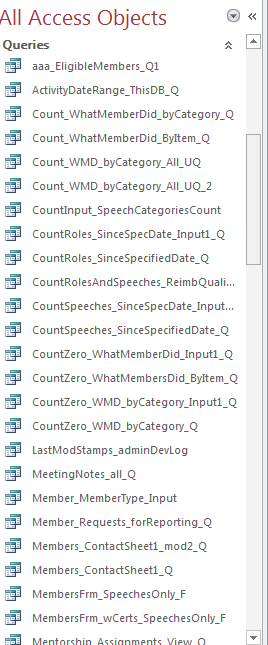 All Access Objects
Queries
aaa_EligibleMembers_Q1
ActivityDateRange_ThisDB_Q
Count_WhatMemberDid_byCategory_Q
Count_WhatMemberDid_ByItem_Q
Count_WMD_byCategory_All_UQ
Count_WMD_byCategory_All_UQ_2
CountInput_SpeechCategoriesCount
CountRoles_SinceSpecDate_Input1_Q
CountRoles_SinceSpecifiedDate_Q
CountRolesAndSpeeches_ReimbQuali...
CountSpeeches_SinceSpecDate_Input...
CountSpeeches_SinceSpecifiedDate_Q
CountZero_WhatMemberDid_Input1_Q
CountZero_WhatMembersDid_ByItem_Q
CountZero_WMD_byCategory_Input1_Q
CountZero_WMD_byCategory_Q
LastModStamps_adminDevLog
MeetingNotes_all_Q
Member_MemberType_Input
Member_Requests_forReporting_Q
Members_ContactSheet1_mod2_Q
Members_ContactSheet1_Q
MembersFrm_SpeechesOnly_F
MembersFrm_wCerts_SpeechesOnly_F
Mentorship_Assignments_View_Q